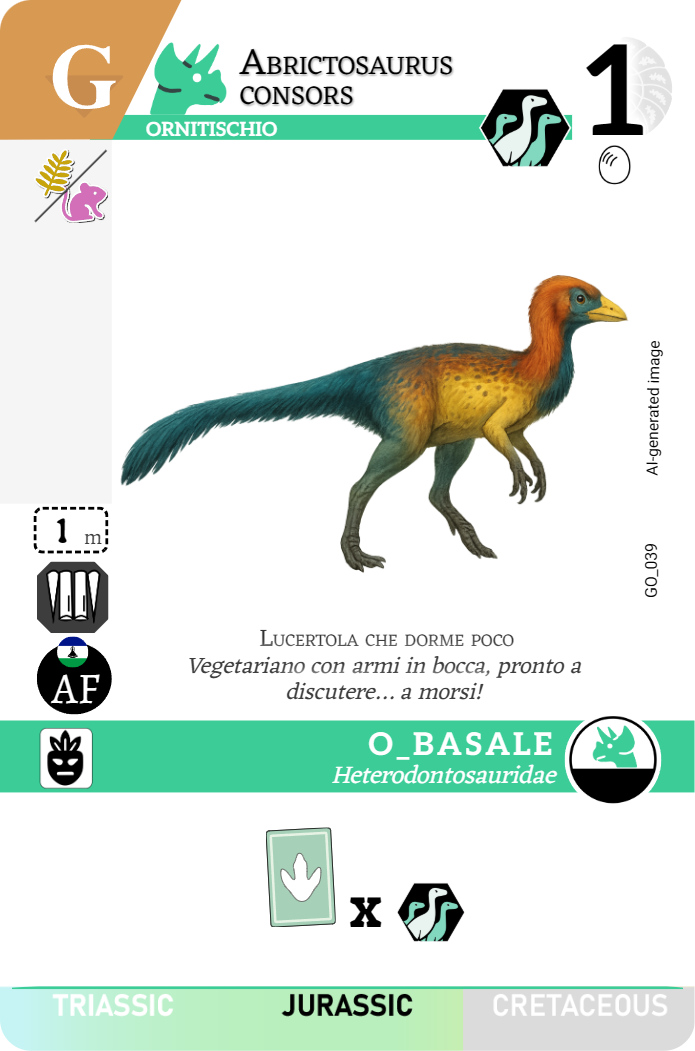 G
ABRICTOSAURUS
CONSORS
1
ORNITISCHIO
AI-generated image
GO_039
1 m
AF
LUCERTOLA CHE DORME POCO
Vegetariano con armi in bocca, pronto a
discutere... a morsi!
O_BASALE
Heterodontosauridae
x
TRIASSIC JURASSIC CRETACEOUS